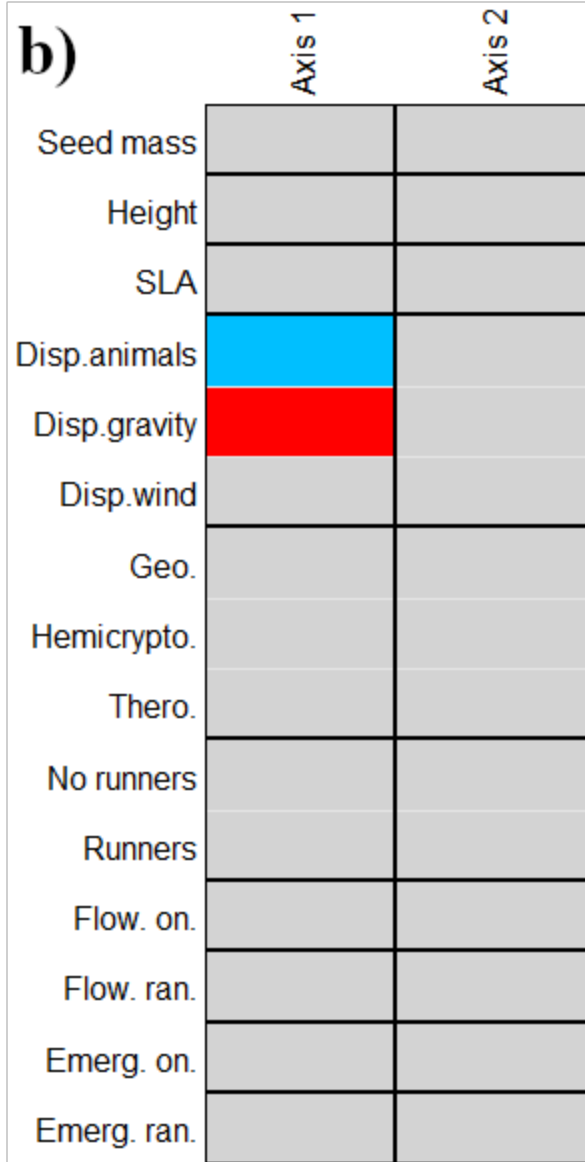 b)
Axis 1
Axis 2
Seed mass
Height
SLA
Disp.animals
Disp.gravity
Disp.wind
Geo.
Hemicrypto.
Thero.
No runners
Runners
Flow. on.
Flow. ran.
Emerg. on.
Emerg. ran.